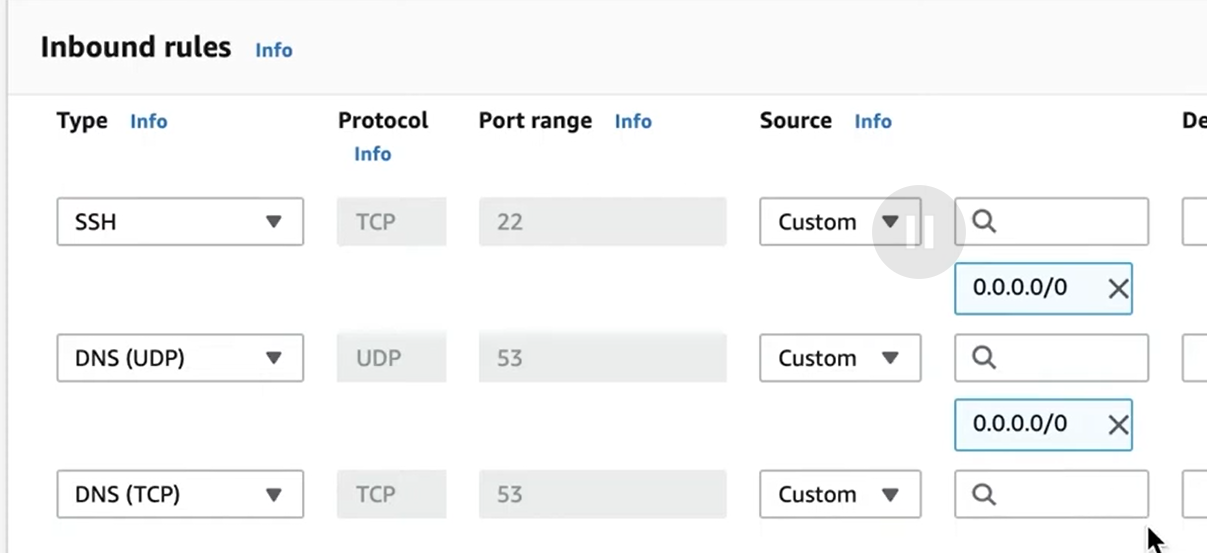 Inbound rules Info
Type Info Protocol Info Port range Info Source Info De
SSH TCP 22 Custom
0.0.0.0/0
DNS (UDP) UDP 53 Custom
0.0.0.0/0
DNS (TCP) TCP 53 Custom